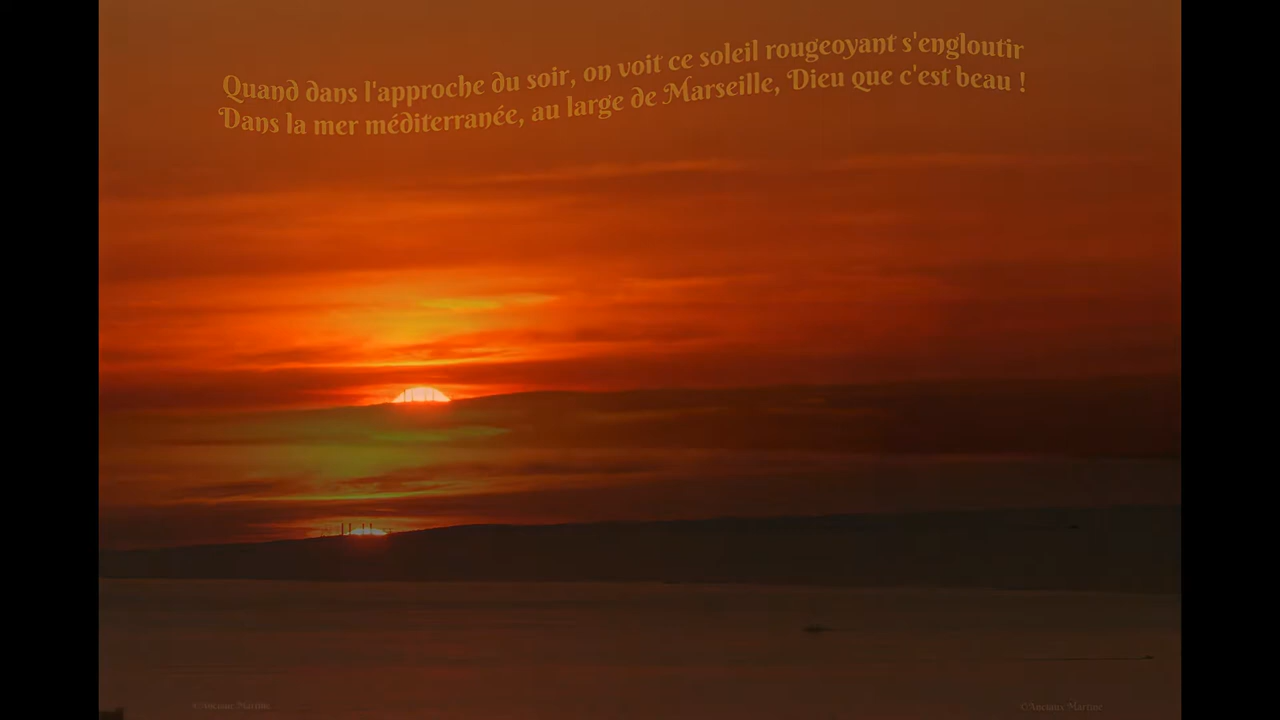 Quand dans l'approche du soir, on voit ce soleil rougeoyant s'engloutir
Dans la mer méditerranée, au large de Marseille, Dieu que c'est beau !